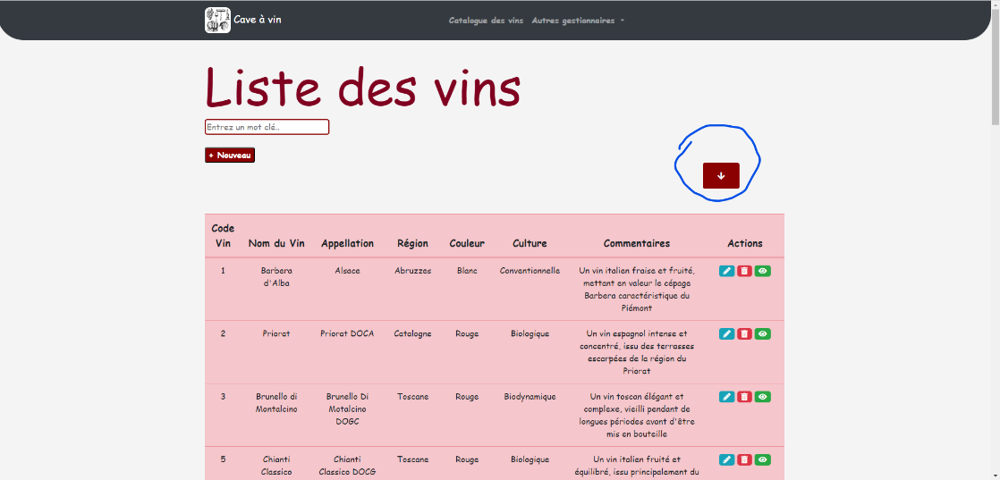 Cave à vin
Catalogue des vins Autres gestionnaires
Liste des vins
Entrez un mot clé..
+ Nouveau
Code Vin Nom du Vin Appellation Région Couleur Culture Commentaires Actions
1 Barbera d'Alba Alsace Abruzzes Blanc Conventionnelle Un vin italien fraise et fruité, mettant en valeur le cépage Barbera caractéristique du Piémont
2 Priorat Priorat DOCA Catalogne Rouge Biologique Un vin espagnol intense et concentré, issu des terrasses escarpées de la région du Priorat
3 Brunello di Montalcino Brunello Di Motalcino DOGC Toscane Rouge Biodynamique Un vin toscan élégant et complexe, vieilli pendant de longues périodes avant d'être mis en bouteille
5 Chianti Classico Chianti Classico DOCG Toscane Rouge Biologique Un vin italien fruité et équilibré, issu principalement du